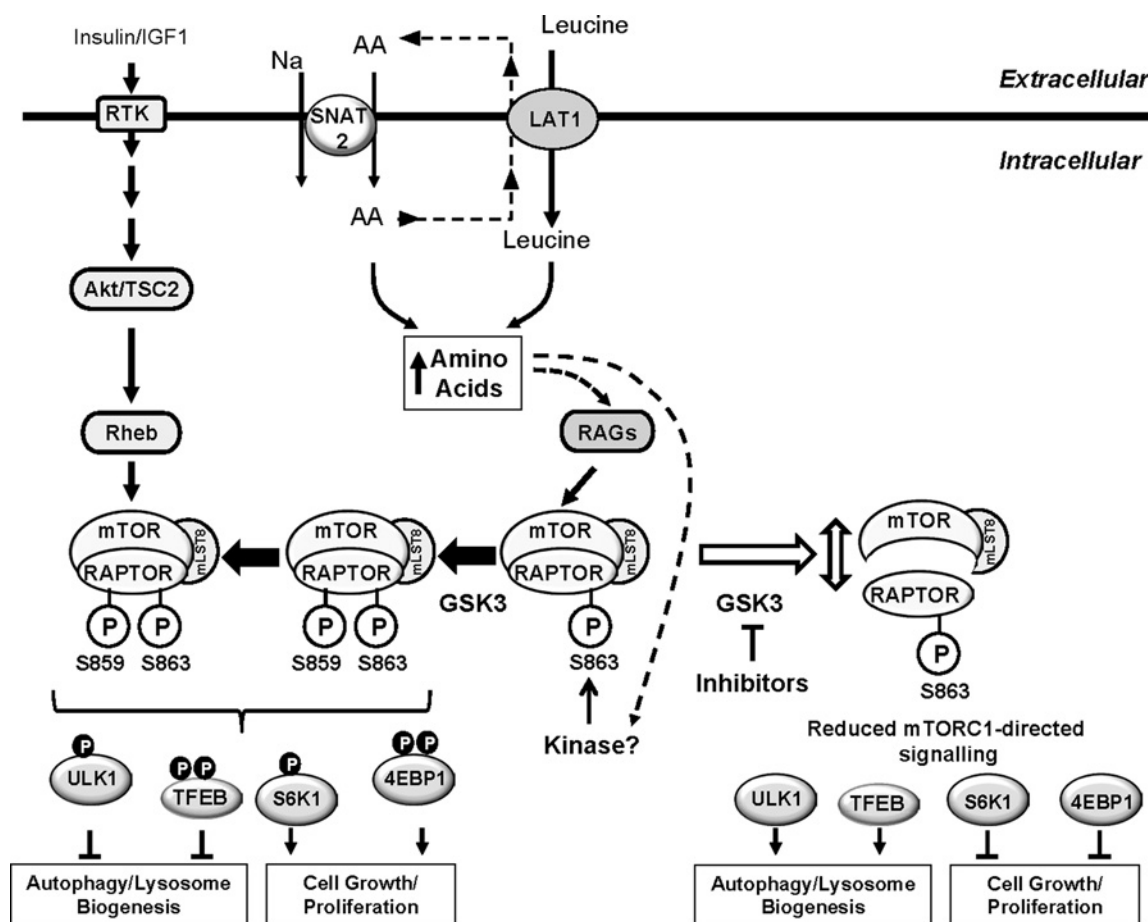 Insulin/IGF1
Na
AA
Leucine
Extracellular
RTK
SNAT
2
LAT1
Intracellular
AA
Leucine
Akt/TSC2
Amino
Acids
Rheb
RAGs
mTOR
RAPTOR
mLST8
P
P
S859
S863
mTOR
RAPTOR
mLST8
P
P
S859
S863
GSK3
mTOR
RAPTOR
mLST8
P
S863
Kinase?
GSK3
Inhibitors
mTOR
mLST8
RAPTOR
P
S863
Reduced mTORC1-directed
signalling
P
ULK1
P P
TFEB
P
S6K1
P P
4EBP1
Autophagy/Lysosome
Biogenesis
Cell Growth/
Proliferation
ULK1
TFEB
S6K1
4EBP1
Autophagy/Lysosome
Biogenesis
Cell Growth/
Proliferation